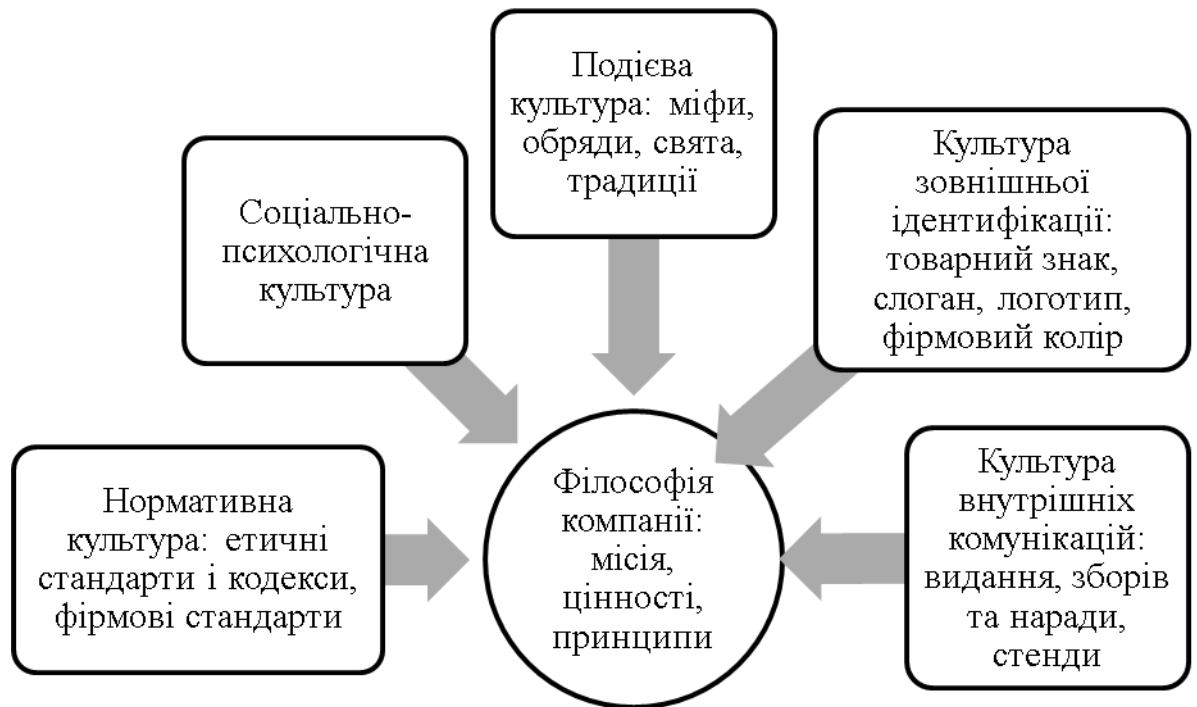 Нормативна
культура: етичні
стандарти і кодекси,
фірмові стандарти
Соціально-
психологічна
культура
Подієва
культура: міфи,
обряди, свята,
традиції
Культура
зовнішньої
ідентифікації:
товарний знак,
слоган, логотип,
фірмовий колір
Культура
внутрішніх
комунікацій:
видання, зборів
та наради,
стенди
Філософія
компанії:
місія,
цінності,
принципи